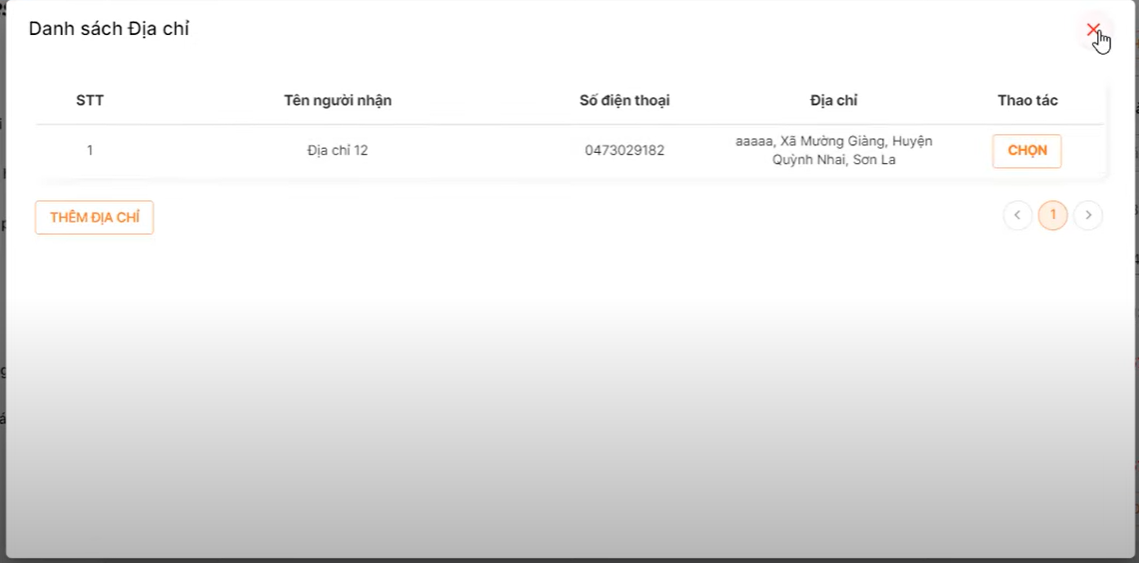 Danh sách Địa chỉ
STT Tên người nhận Số điện thoại Địa chỉ Thao tác
1 Địa chỉ 12 0473029182 aaaaa, Xã Mường Giàng, Huyện
Quỳnh Nhai, Sơn La
CHỌN
THÊM ĐỊA CHỈ
1